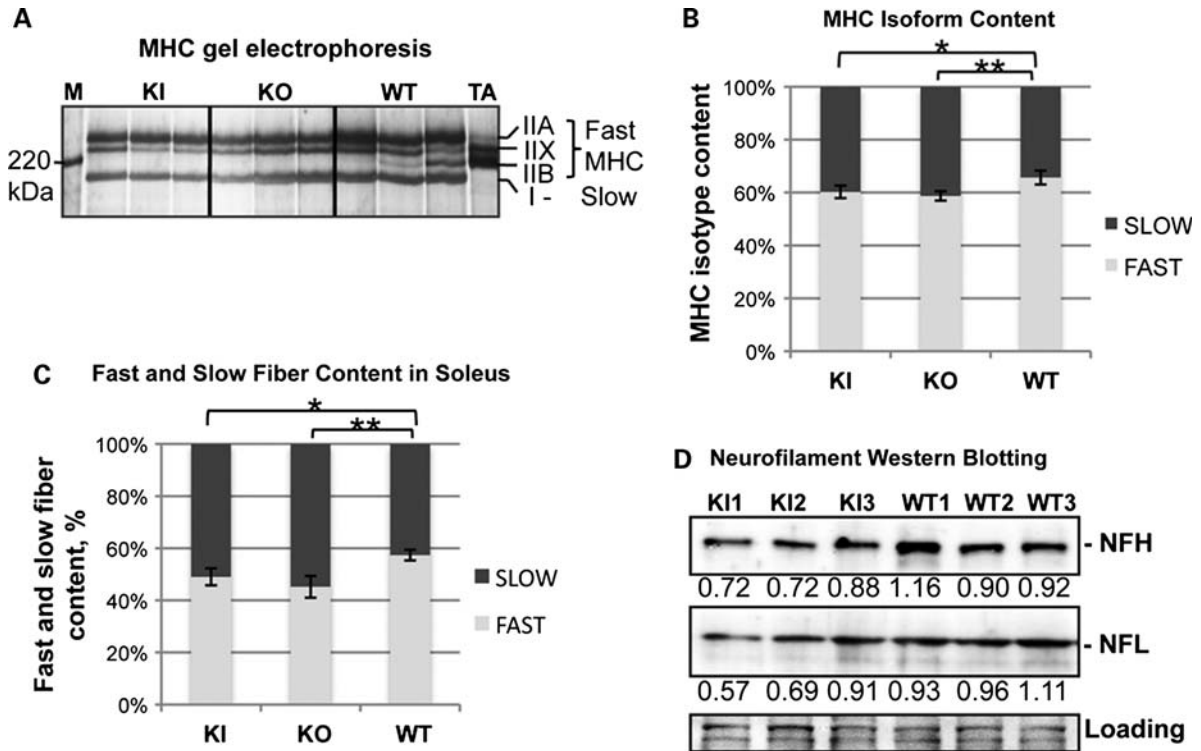 A
MHC gel electrophoresis
M KI KO WT TA
220
kDa
IIA
IIX
IIB
I -
Fast
MHC
Slow
B
MHC Isoform Content
* 
**
MHC isotype content
100%
80%
60%
40%
20%
0%
KI KO WT
SLOW
FAST
C
Fast and Slow Fiber Content in Soleus
*
**
Fast and slow fiber
content, %
100%
80%
60%
40%
20%
0%
KI KO WT
SLOW
FAST
D
Neurofilament Western Blotting
KI1 KI2 KI3 WT1 WT2 WT3
- NFH
0.72 0.72 0.88 1.16 0.90 0.92
- NFL
0.57 0.69 0.91 0.93 0.96 1.11
Loading